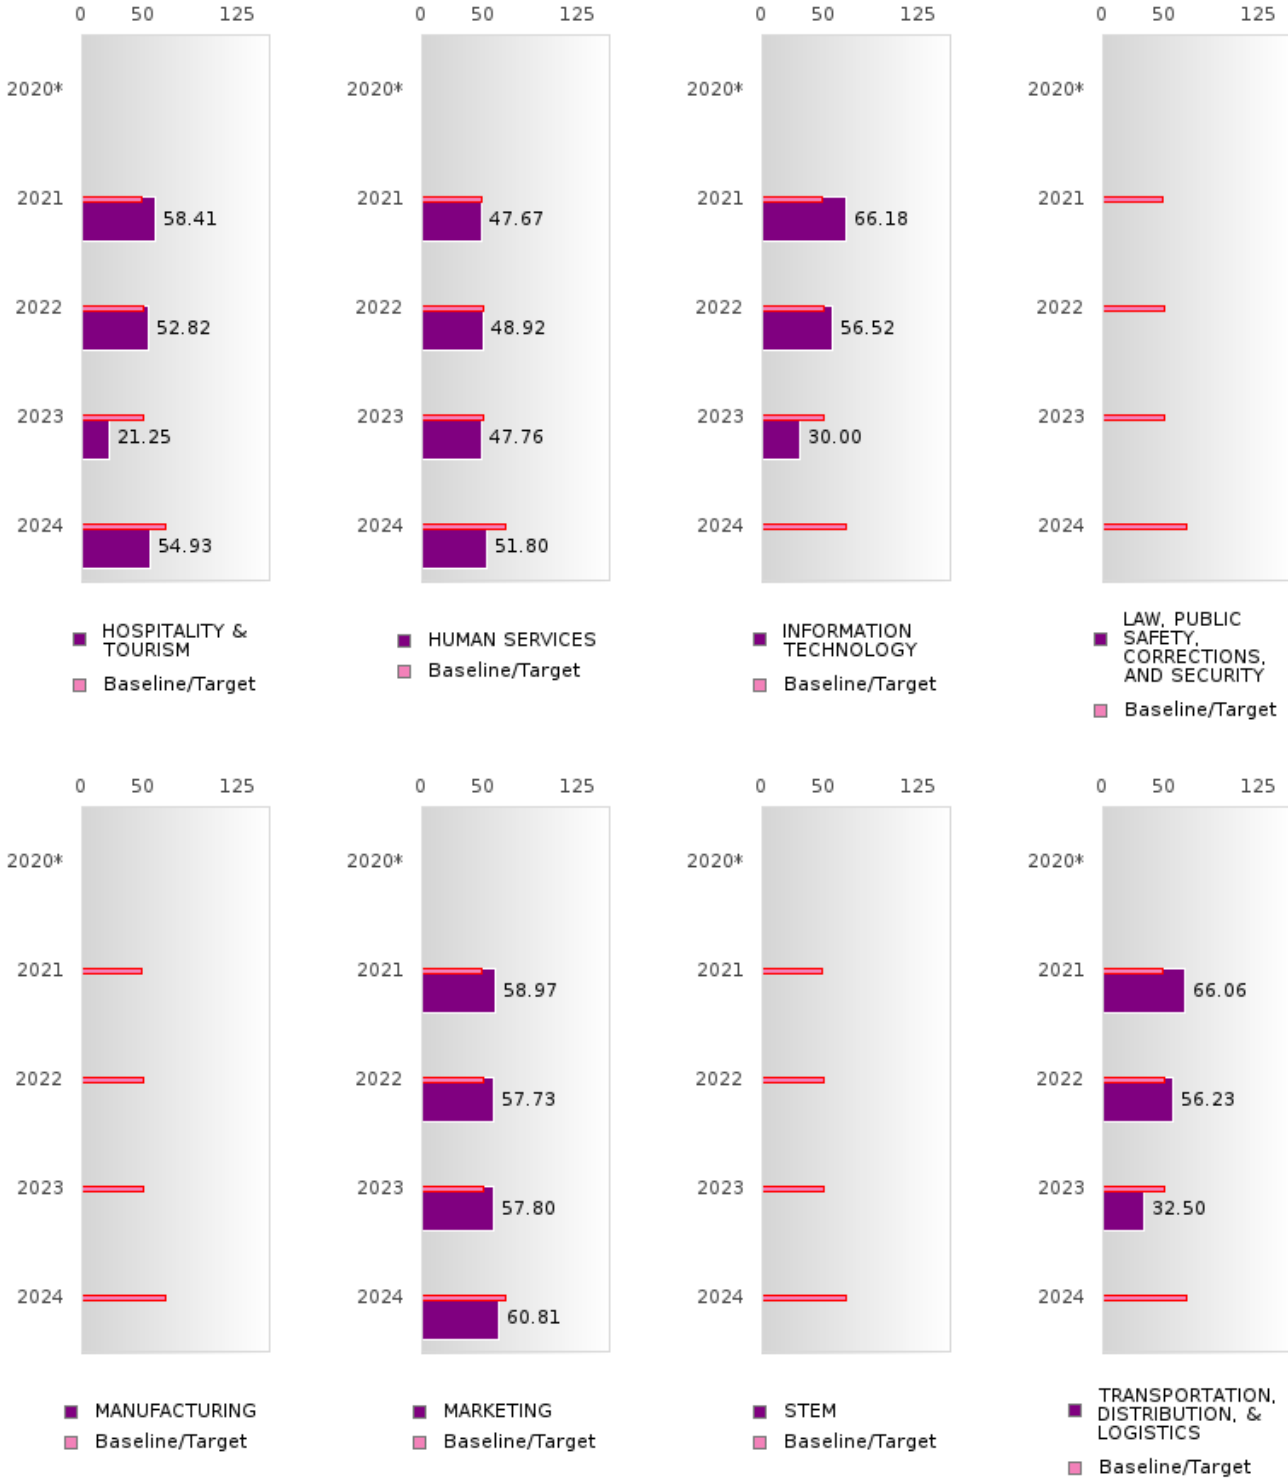 0 50 125
2020*
2021 58.41
2022 52.82
2023 21.25
2024 54.93
HOSPITALITY &
TOURISM
Baseline/Target
0 50 125
2020*
2021 47.67
2022 48.92
2023 47.76
2024 51.80
HUMAN SERVICES
Baseline/Target
0 50 125
2020*
2021 66.18
2022 56.52
2023 30.00
2024
INFORMATION
TECHNOLOGY
Baseline/Target
0 50 125
2020*
2021
2022
2023
2024
LAW, PUBLIC
SAFETY,
CORRECTIONS,
AND SECURITY
Baseline/Target
0 50 125
2020*
2021
2022
2023
2024
MANUFACTURING
Baseline/Target
0 50 125
2020*
2021 58.97
2022 57.73
2023 57.80
2024 60.81
MARKETING
Baseline/Target
0 50 125
2020*
2021
2022
2023
2024
STEM
Baseline/Target
0 50 125
2020*
2021 66.06
2022 56.23
2023 32.50
2024
TRANSPORTATION,
DISTRIBUTION, &
LOGISTICS
Baseline/Target